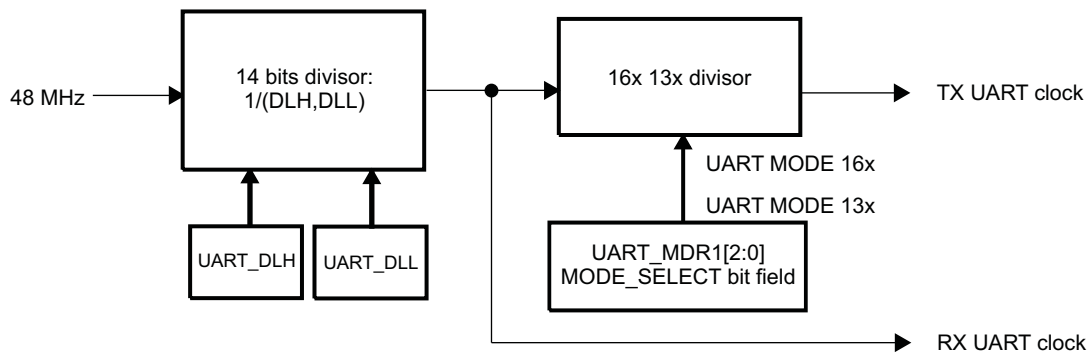 48 MHz
14 bits divisor:
1/(DLH,DLL)
16x 13x divisor
TX UART clock
UART MODE 16x
UART MODE 13x
UART_DLH
UART_DLL
UART_MDR1[2:0]
MODE_SELECT bit field
RX UART clock